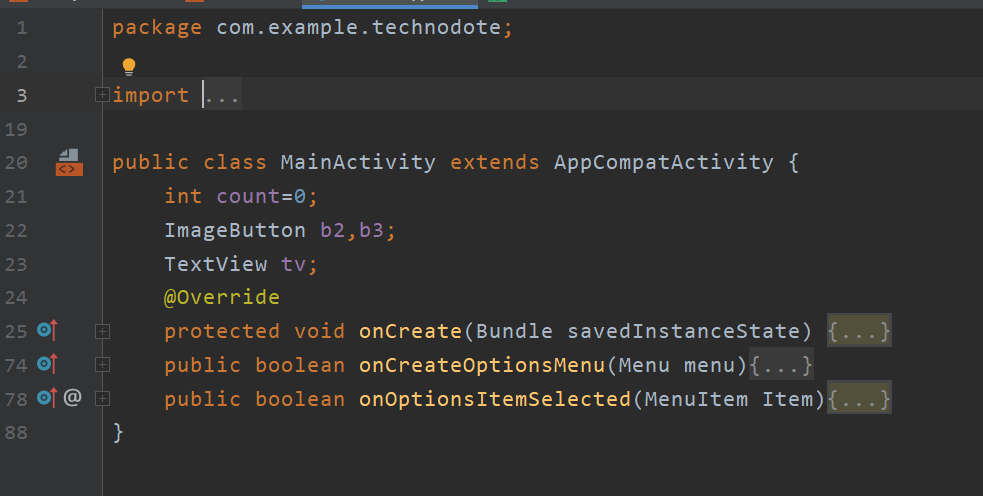 1 package com.example.technodote;
2
3 import ...
19
20 public class MainActivity extends AppCompatActivity {
21 int count=0;
22 ImageButton b2,b3;
23 TextView tv;
24 @Override
25 protected void onCreate(Bundle savedInstanceState) {...}
74 public boolean onCreateOptionsMenu(Menu menu){...}
78 @ public boolean onOptionsItemSelected(MenuItem Item){...}
88 }